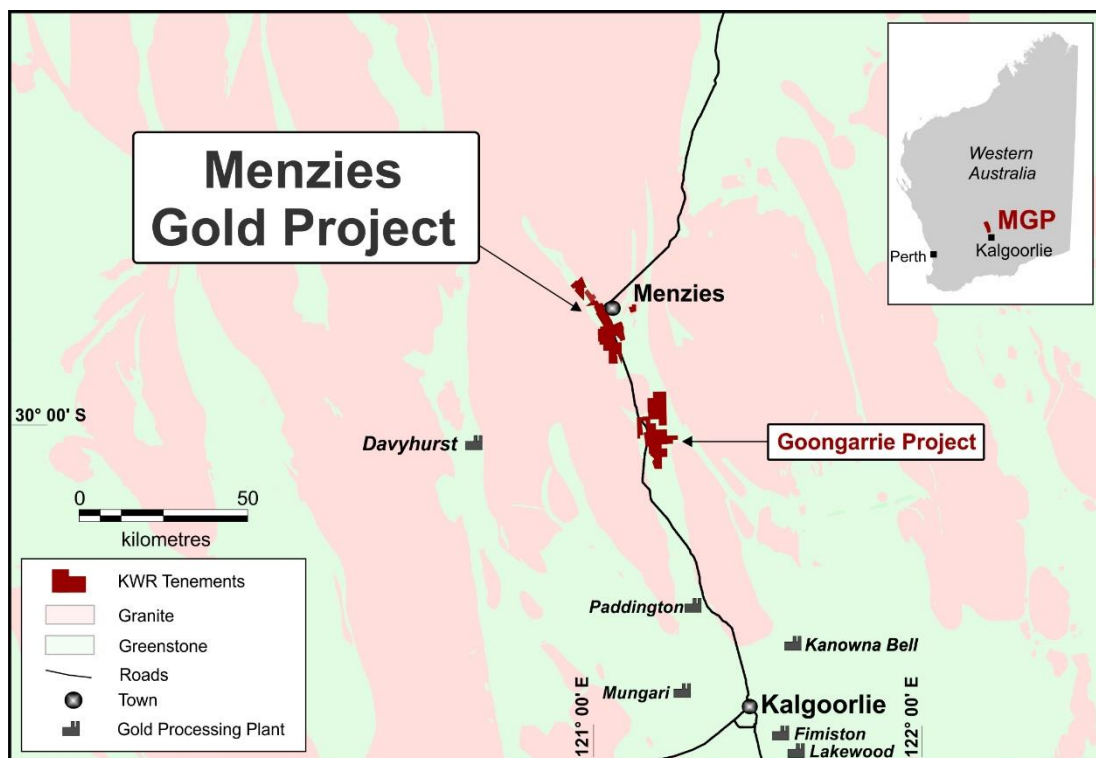 Menzies
Gold Project
Western
Australia
MGP
Kalgoorlie
Perth
Menzies
30° 00' S
Davyhurst
Goongarrie Project
0 50
kilometres
KWR Tenements
Granite
Greenstone
Roads
Town
Gold Processing Plant
Paddington
Kanowna Bell
Mungari
Kalgoorlie
121° 00' E
Fimiston
Lakewood
122° 00' E